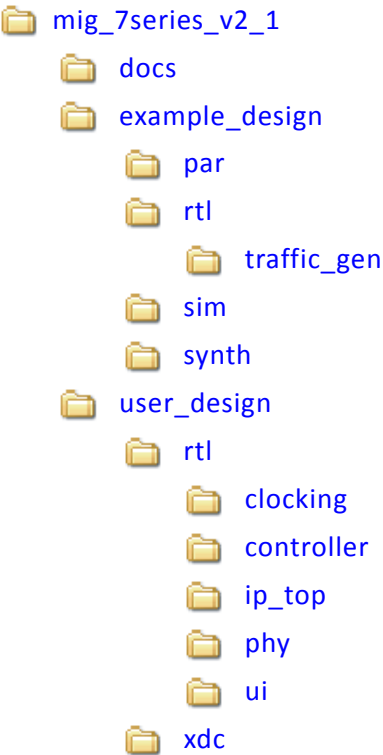 mig_7series_v2_1
docs
example_design
par
rtl
traffic_gen
sim
synth
user_design
rtl
clocking
controller
ip_top
phy
ui
xdc